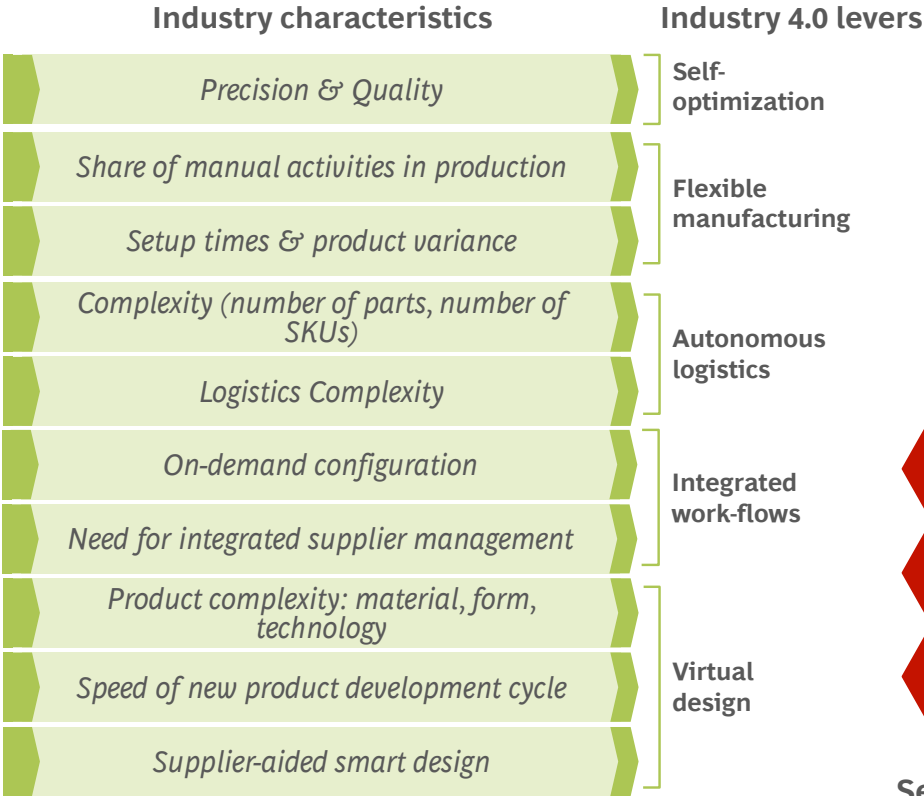 Industry characteristics
Industry 4.0 levers
Precision & Quality
Self-
optimization
Share of manual activities in production
Setup times & product variance
Flexible
manufacturing
Complexity (number of parts, number of
SKUs)
Logistics Complexity
Autonomous
logistics
On-demand configuration
Need for integrated supplier management
Integrated
work-flows
Product complexity: material, form,
technology
Speed of new product development cycle
Supplier-aided smart design
Virtual
design